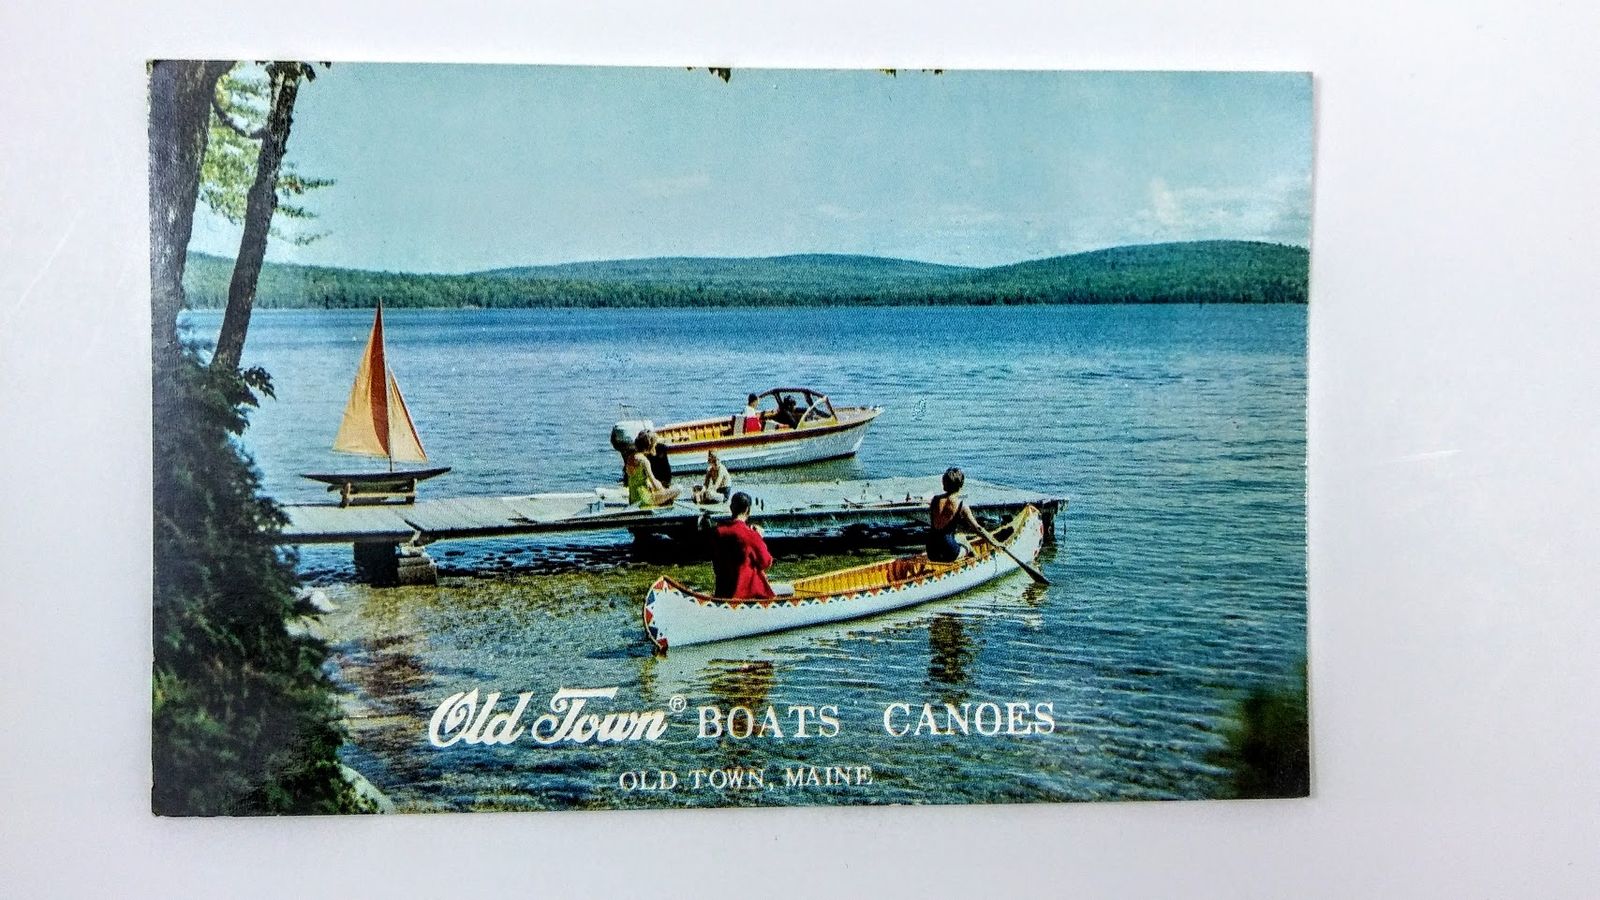 Old Town® BOATS CANOES
OLD TOWN, MAINE